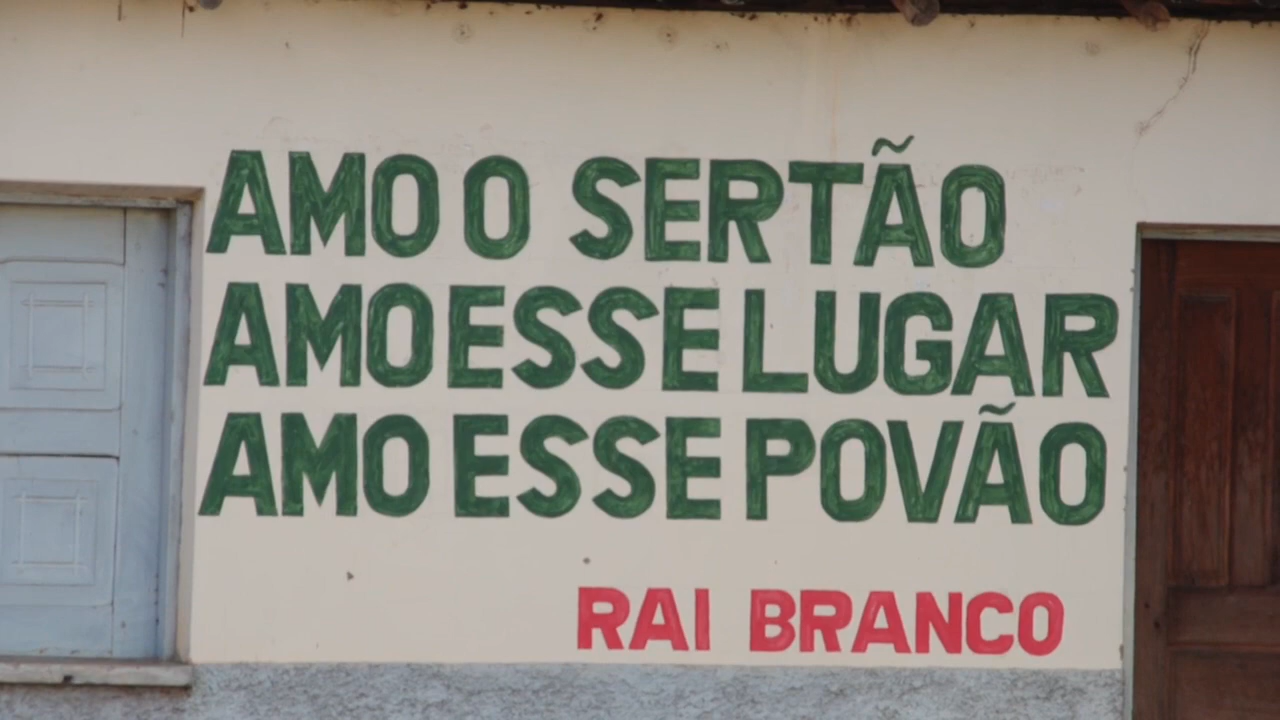 AMO O SERTÃO
AMO ESSE LUGAR
AMO ESSE POVÃO
RAI BRANCO